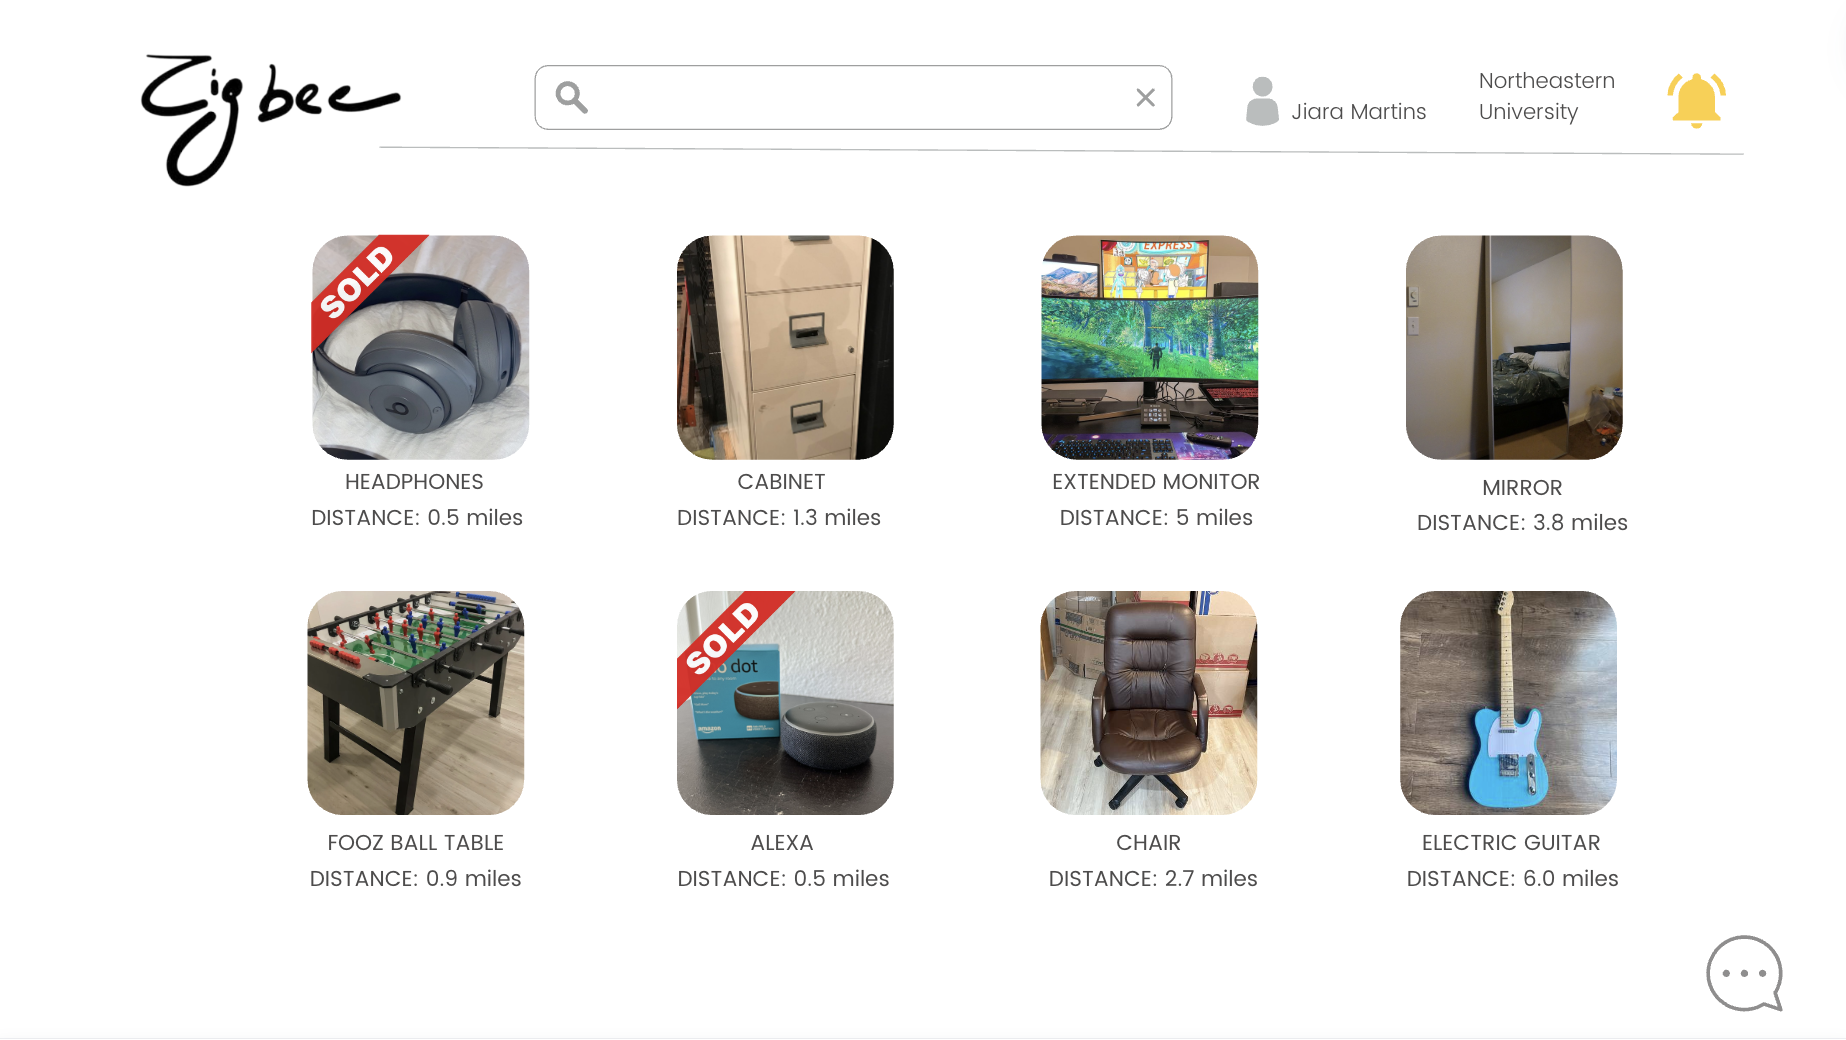 Zigbee
Jiara Martins
Northeastern
University
SOLD
EXPRESS
HEADPHONES
DISTANCE: 0.5 miles
CABINET
DISTANCE: 1.3 miles
EXTENDED MONITOR
DISTANCE: 5 miles
MIRROR
DISTANCE: 3.8 miles
SOLD
dot
amazon
FOOZ BALL TABLE
DISTANCE: 0.9 miles
ALEXA
DISTANCE: 0.5 miles
CHAIR
DISTANCE: 2.7 miles
ELECTRIC GUITAR
DISTANCE: 6.0 miles